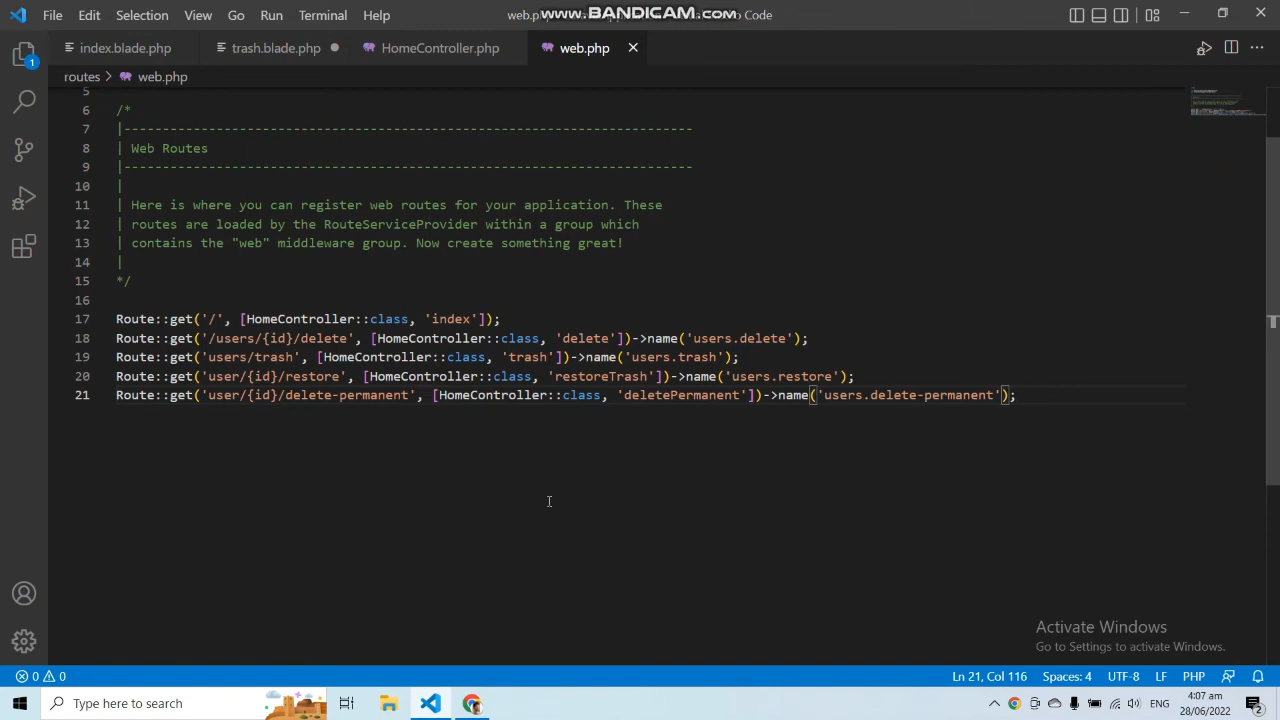 File Edit Selection View Go Run Terminal Help
www.BANDICAM.com
web.p
o Code
index.blade.php
trash.blade.php
HomeController.php
web.php
routes > web.php
1
5
6 /*
7 |--------------------------------------------------------------------------
8 | Web Routes
9 |--------------------------------------------------------------------------
10 |
11 | Here is where you can register web routes for your application. These
12 | routes are loaded by the RouteServiceProvider within a group which
13 | contains the "web" middleware group. Now create something great!
14 |
15 */
16
17 Route::get('/', [HomeController::class, 'index']);
18 Route::get('/users/{id}/delete', [HomeController::class, 'delete'])->name('users.delete');
19 Route::get('users/trash', [HomeController::class, 'trash'])->name('users.trash');
20 Route::get('user/{id}/restore', [HomeController::class, 'restoreTrash'])->name('users.restore');
21 Route::get('user/{id}/delete-permanent', [HomeController::class, 'deletePermanent'])->name('users.delete-permanent');
Activate Windows
Go to Settings to activate Windows.
0 0
Ln 21, Col 116 Spaces: 4 UTF-8 LF PHP
Type here to search
ENG
4:07 am
28/06/2022
2